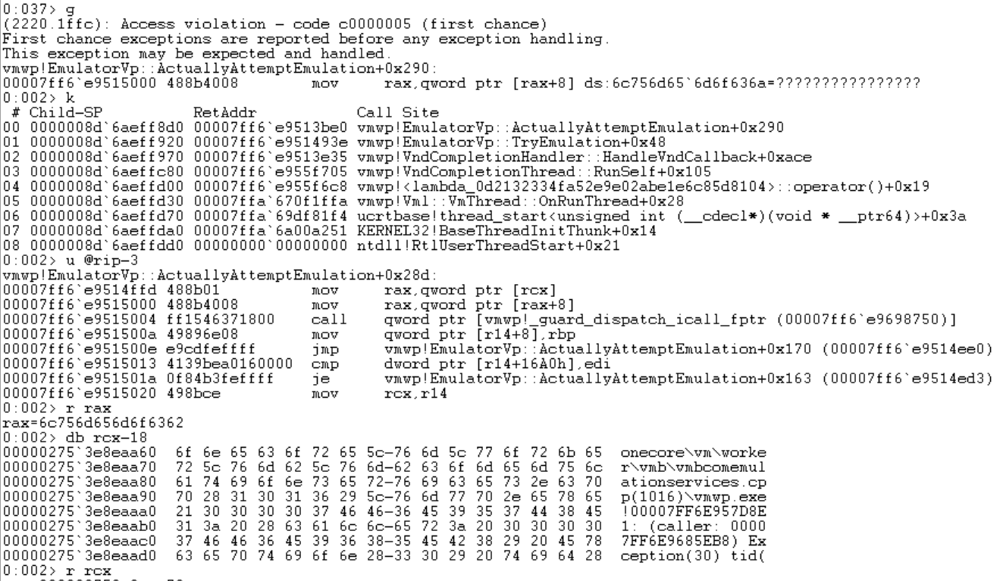 0:037> g
(2220.1ffc): Access violation - code c0000005 (first chance)
First chance exceptions are reported before any exception handling.
This exception may be expected and handled.
vmwp!EmulatorVp::ActuallyAttemptEmulation+0x290:
00007ff6`e9515000 488b4008 mov rax,qword ptr [rax+8] ds:6c756d65`6d6f636a=????????????????
0:002> k
# Child-SP RetAddr Call Site
00 0000008d`6aeff8d0 00007ff6`e9513be0 vmwp!EmulatorVp::ActuallyAttemptEmulation+0x290
01 0000008d`6aeff920 00007ff6`e951493e vmwp!EmulatorVp::TryEmulation+0x48
02 0000008d`6aeff970 00007ff6`e9513e35 vmwp!VndCompletionHandler::HandleVndCallback+0xace
03 0000008d`6aeffc80 00007ff6`e955f705 vmwp!VndCompletionThread::RunSelf+0x105
04 0000008d`6aeffd00 00007ff6`e955f6c8 vmwp!<lambda_0d2132334fa52e9e02abe1e6c85d8104>::operator()+0x19
05 0000008d`6aeffd30 00007ffa`670f1ffa vmwp!Vml::VmThread::OnRunThread+0x28
06 0000008d`6aeffd70 00007ffa`69df81f4 ucrtbase!thread_start<unsigned int (__cdecl*)(void * __ptr64)>+0x3a
07 0000008d`6aeffda0 00007ffa`6a00a251 KERNEL32!BaseThreadInitThunk+0x14
08 0000008d`6aeffdd0 00000000`00000000 ntdll!RtlUserThreadStart+0x21
0:002> u @rip-3
vmwp!EmulatorVp::ActuallyAttemptEmulation+0x28d:
00007ff6`e9514ffd 488b01 mov rax,qword ptr [rcx]
00007ff6`e9515000 488b4008 mov rax,qword ptr [rax+8]
00007ff6`e9515004 ff1546371800 call qword ptr [vmwp!_guard_dispatch_icall_fptr (00007ff6`e9698750)]
00007ff6`e951500a 49896e08 mov qword ptr [r14+8],rbp
00007ff6`e951500e e9cdfeffff jmp vmwp!EmulatorVp::ActuallyAttemptEmulation+0x170 (00007ff6`e9514ee0)
00007ff6`e9515013 4139bea0160000 cmp dword ptr [r14+16A0h],edi
00007ff6`e951501a 0f84b3feffff je vmwp!EmulatorVp::ActuallyAttemptEmulation+0x163 (00007ff6`e9514ed3)
00007ff6`e9515020 498bce mov rcx,r14
0:002> r rax
rax=6c756d656d6f6362
0:002> db rcx-18
00000275`3e8eaa60 6f 6e 65 63 6f 72 65 5c-76 6d 5c 77 6f 72 6b 65 onecore\vm\worke
00000275`3e8eaa70 72 5c 76 6d 62 5c 76 6d-62 63 6f 6d 65 6d 75 6c r\vmb\vmbcomemul
00000275`3e8eaa80 61 74 69 6f 6e 73 65 72-76 69 63 65 73 2e 63 70 ationservices.cp
00000275`3e8eaa90 70 28 31 30 31 36 29 5c-76 6d 77 70 2e 65 78 65 p(1016)\vmwp.exe
00000275`3e8eaaa0 21 30 30 30 30 37 46 46-36 45 39 35 37 44 38 45 !00007FF6E957D8E
00000275`3e8eaab0 31 3a 20 28 63 61 6c 6c-65 72 3a 20 30 30 30 30 1: (caller: 0000
00000275`3e8eaac0 37 46 46 36 45 39 36 38-35 45 42 38 29 20 45 78 7FF6E9685EB8) Ex
00000275`3e8eaad0 63 65 70 74 69 6f 6e 28-33 30 29 20 74 69 64 28 ception(30) tid(
0:002> r rcx